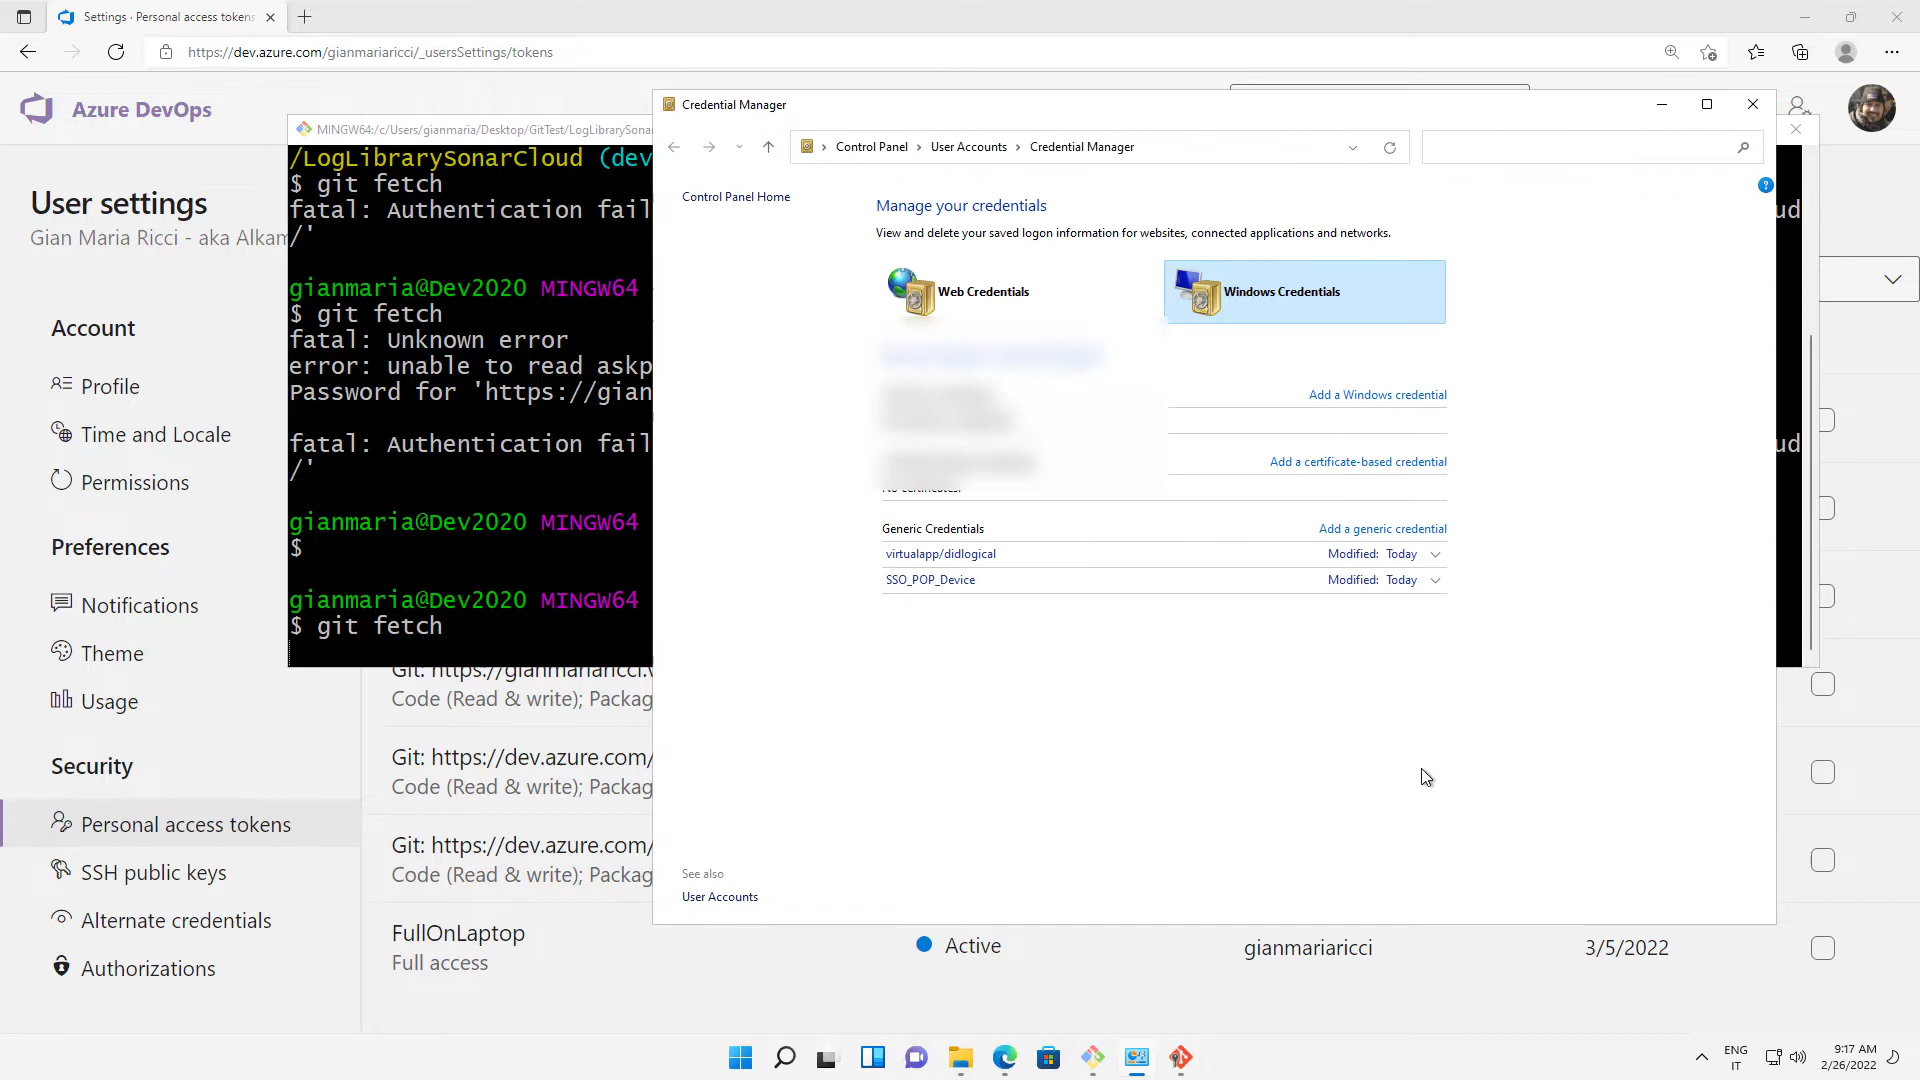 Settings · Personal access tokens
https://dev.azure.com/gianmariaricci/_usersSettings/tokens
Azure DevOps
User settings
Gian Maria Ricci - aka Alkam
Account
Profile
Time and Locale
Permissions
Preferences
Notifications
Theme
Usage
Security
Personal access tokens
SSH public keys
Alternate credentials
Authorizations
MINGW64:/c/Users/gianmaria/Desktop/GitTest/LogLibrarySonar
/LogLibrarySonarCloud (dev
$ git fetch
fatal: Authentication fail
/'
gianmaria@Dev2020 MINGW64
$ git fetch
fatal: Unknown error
error: unable to read askp
Password for 'https://gian
fatal: Authentication fail
/'
gianmaria@Dev2020 MINGW64
$
gianmaria@Dev2020 MINGW64
$ git fetch
ud
ud
Git: https://gianmariaricci.
Code (Read & write); Packag
Git: https://dev.azure.com/
Code (Read & write); Packag
Git: https://dev.azure.com/
Code (Read & write); Packag
FullOnLaptop
Full access
Active
gianmariaricci
3/5/2022
Credential Manager
Control Panel › User Accounts › Credential Manager
Control Panel Home
Manage your credentials
View and delete your saved logon information for websites, connected applications and networks.
Web Credentials
Windows Credentials
Add a Windows credential
Add a certificate-based credential
No certificates.
Generic Credentials
Add a generic credential
virtualapp/didlogical
Modified: Today
SSO_POP_Device
Modified: Today
See also
User Accounts
ENG
IT
9:17 AM
2/26/2022